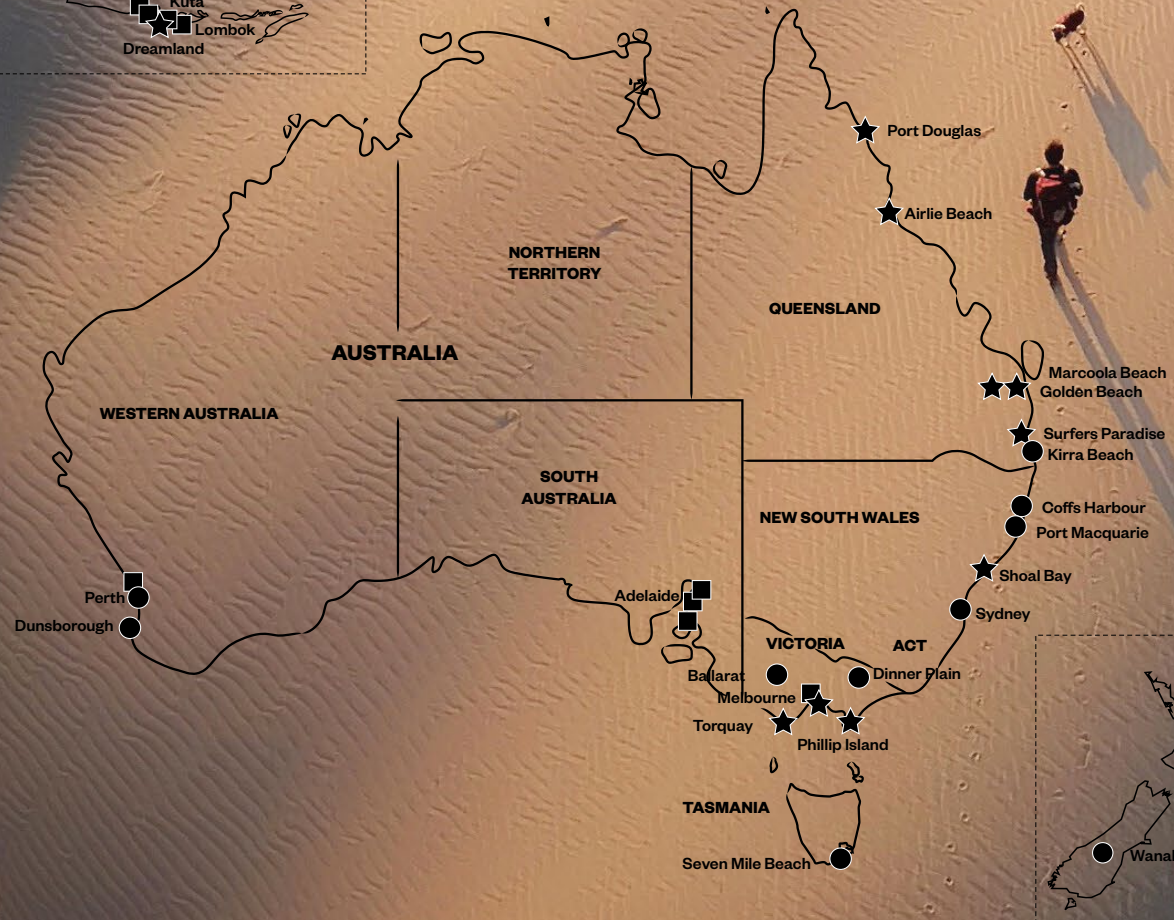 Kuta
Lombok
Dreamland
Port Douglas
Airlie Beach
NORTHERN
TERRITORY
QUEENSLAND
AUSTRALIA
Marcoola Beach
Golden Beach
WESTERN AUSTRALIA
Surfers Paradise
Kirra Beach
SOUTH
AUSTRALIA
NEW SOUTH WALES
Coffs Harbour
Port Macquarie
Shoal Bay
Perth
Adelaide
Sydney
Dunsborough
VICTORIA
ACT
Ballarat
Dinner Plain
Melbourne
Torquay
Phillip Island
TASMANIA
Seven Mile Beach